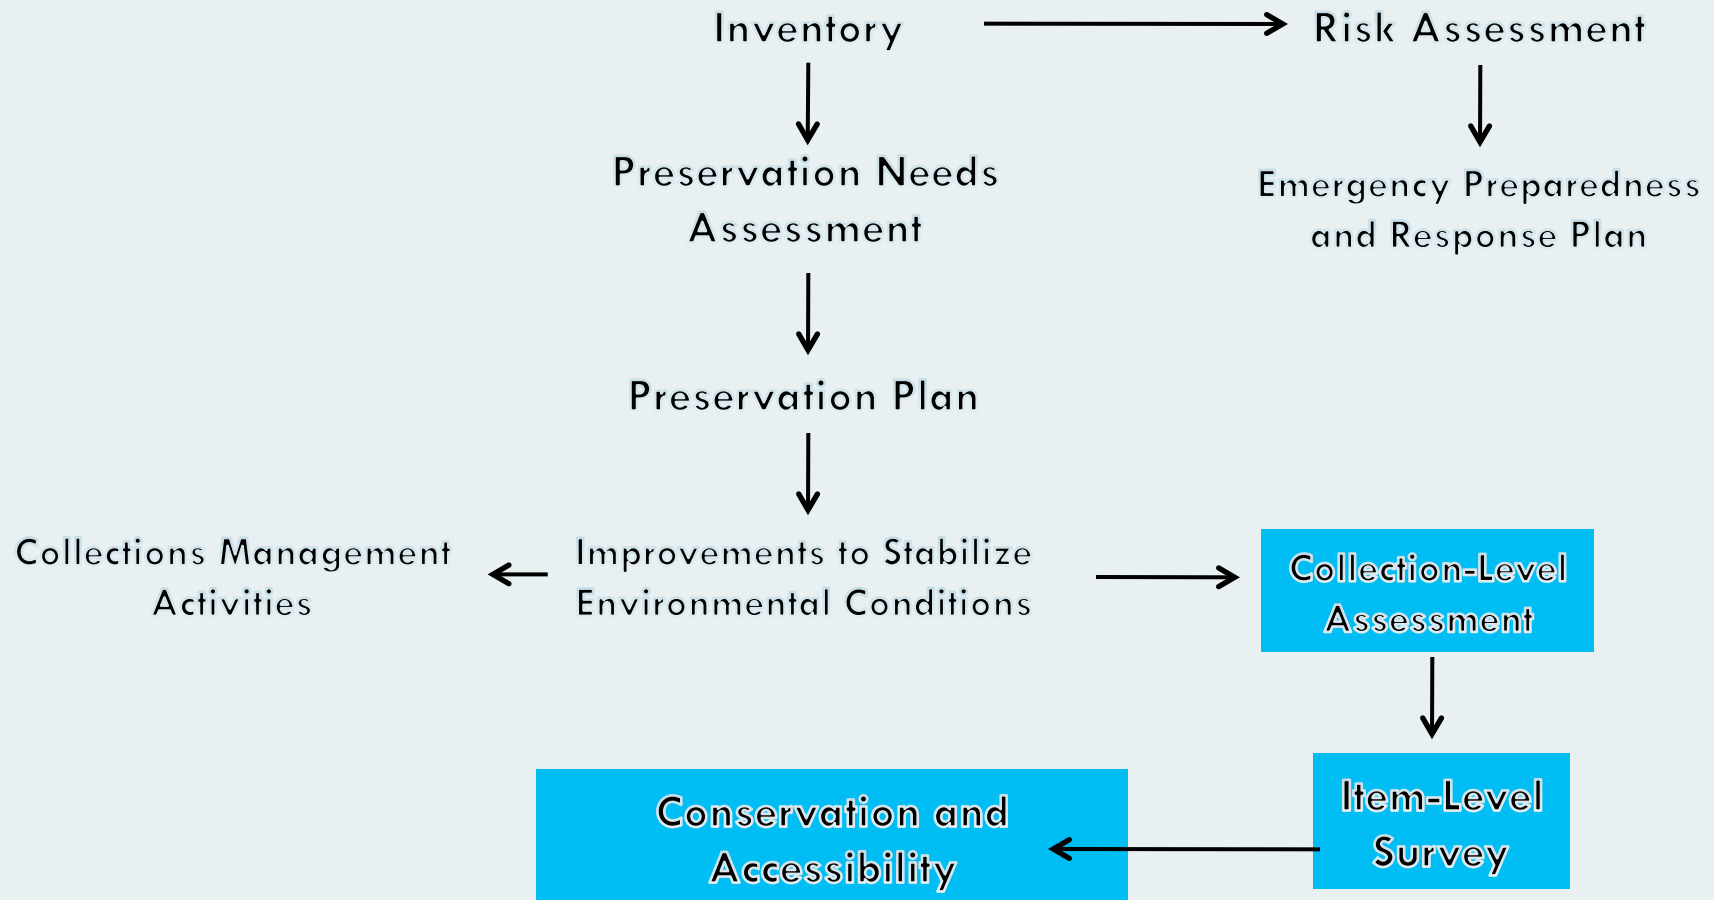 Inventory
Risk Assessment
Preservation Needs
Assessment
Emergency Preparedness
and Response Plan
Preservation Plan
Collections Management
Activities
Improvements to Stabilize
Environmental Conditions
Collection-Level
Assessment
Item-Level
Survey
Conservation and
Accessibility